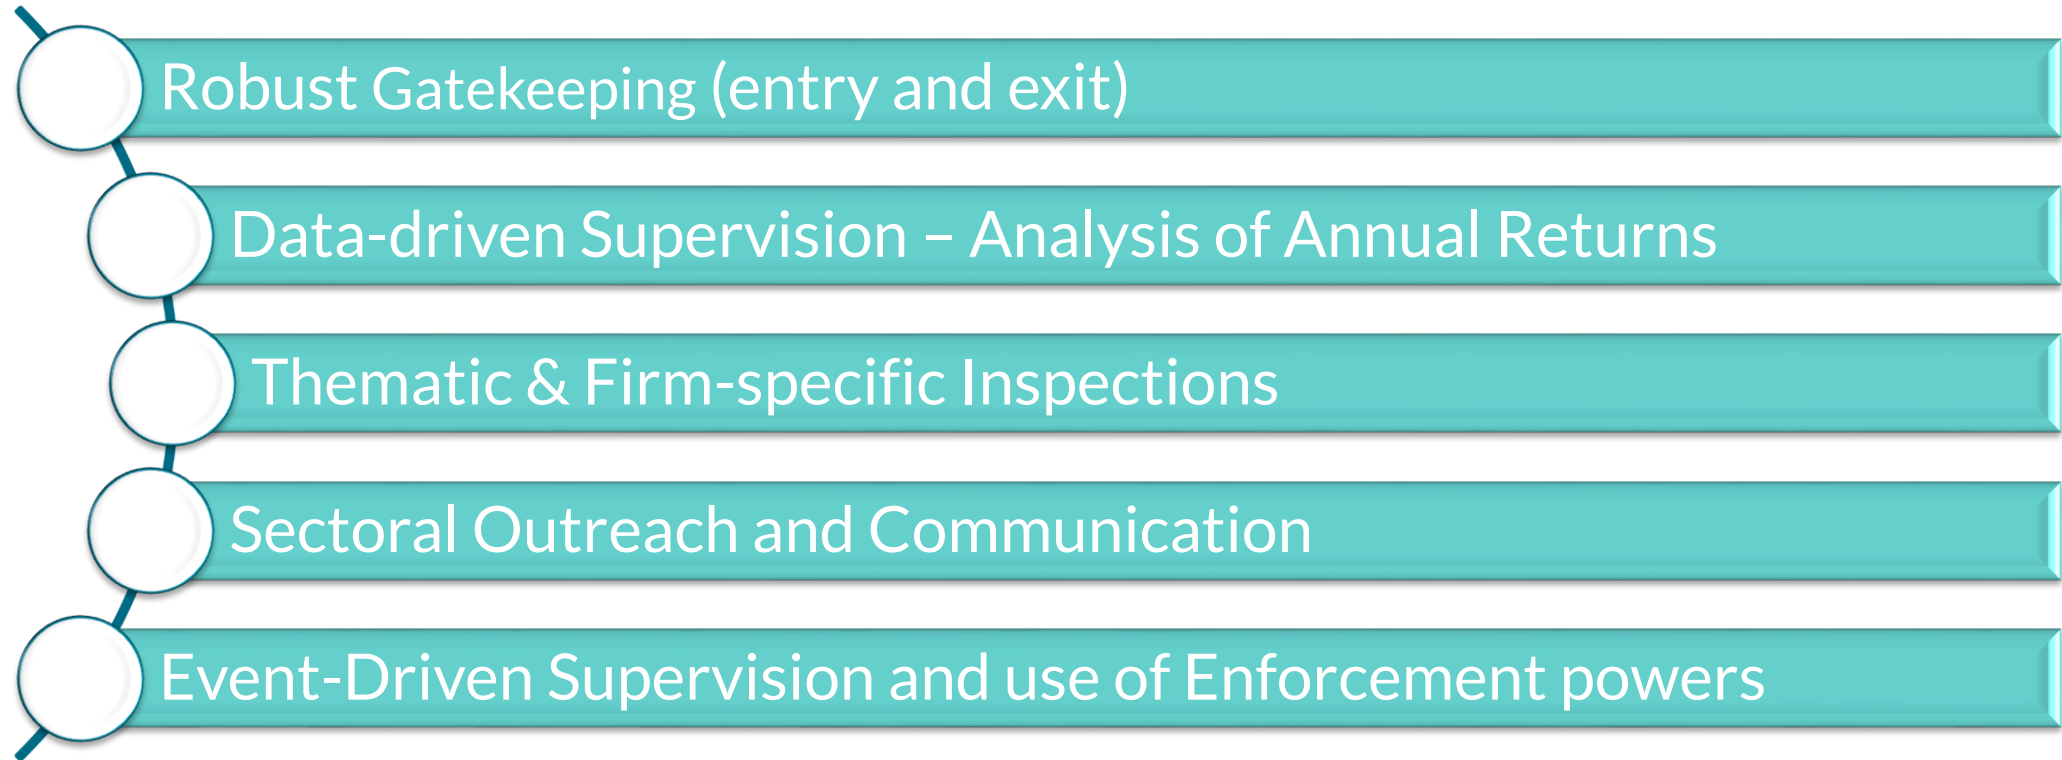 Robust Gatekeeping (entry and exit)
Data-driven Supervision – Analysis of Annual Returns
Thematic & Firm-specific Inspections
Sectoral Outreach and Communication
Event-Driven Supervision and use of Enforcement powers